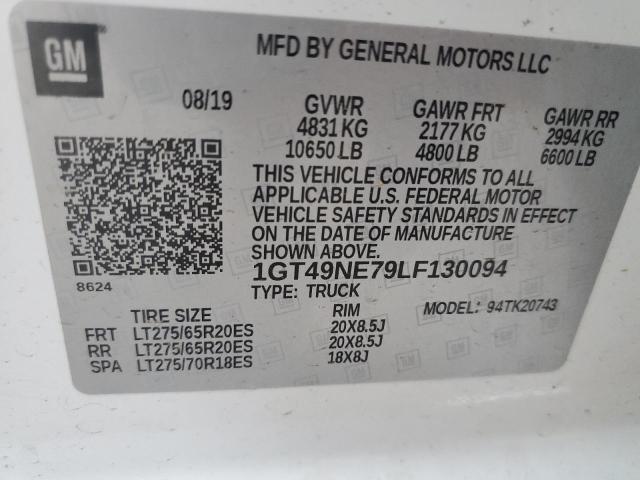 GM
MFD BY GENERAL MOTORS LLC
08/19 GVWR GAWR FRT GAWR RR
4831 KG 2177 KG 2994 KG
10650 LB 4800 LB 6600 LB
THIS VEHICLE CONFORMS TO ALL
APPLICABLE U.S. FEDERAL MOTOR
VEHICLE SAFETY STANDARDS IN EFFECT
ON THE DATE OF MANUFACTURE
SHOWN ABOVE.
8624
1GT49NE79LF130094
TYPE: TRUCK MODEL: 94TK20743
TIRE SIZE RIM
FRT LT275/65R20ES 20X8.5J
RR LT275/65R20ES 20X8.5J
SPA LT275/70R18ES 18X8J